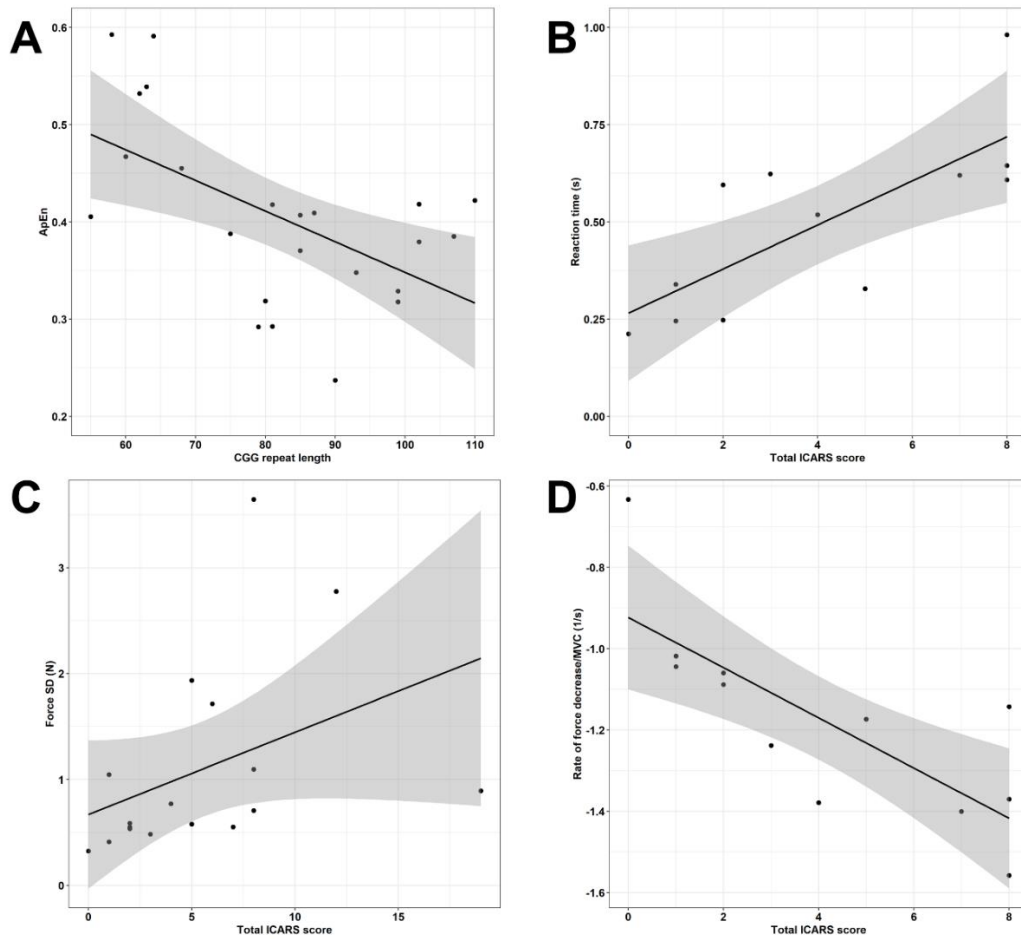 A
ApEn
0.6
0.5
0.4
0.3
0.2
60 70 80 90 100 110
CGG repeat length
B
Reaction time (s)
1.00
0.75
0.50
0.25
0.00
0 2 4 6 8
Total ICARS score
C
Force SD (N)
3
2
1
0
0 5 10 15
Total ICARS score
D
Rate of force decrease/MVC (1/s)
-0.6
-0.8
-1.0
-1.2
-1.4
-1.6
0 2 4 6 8
Total ICARS score